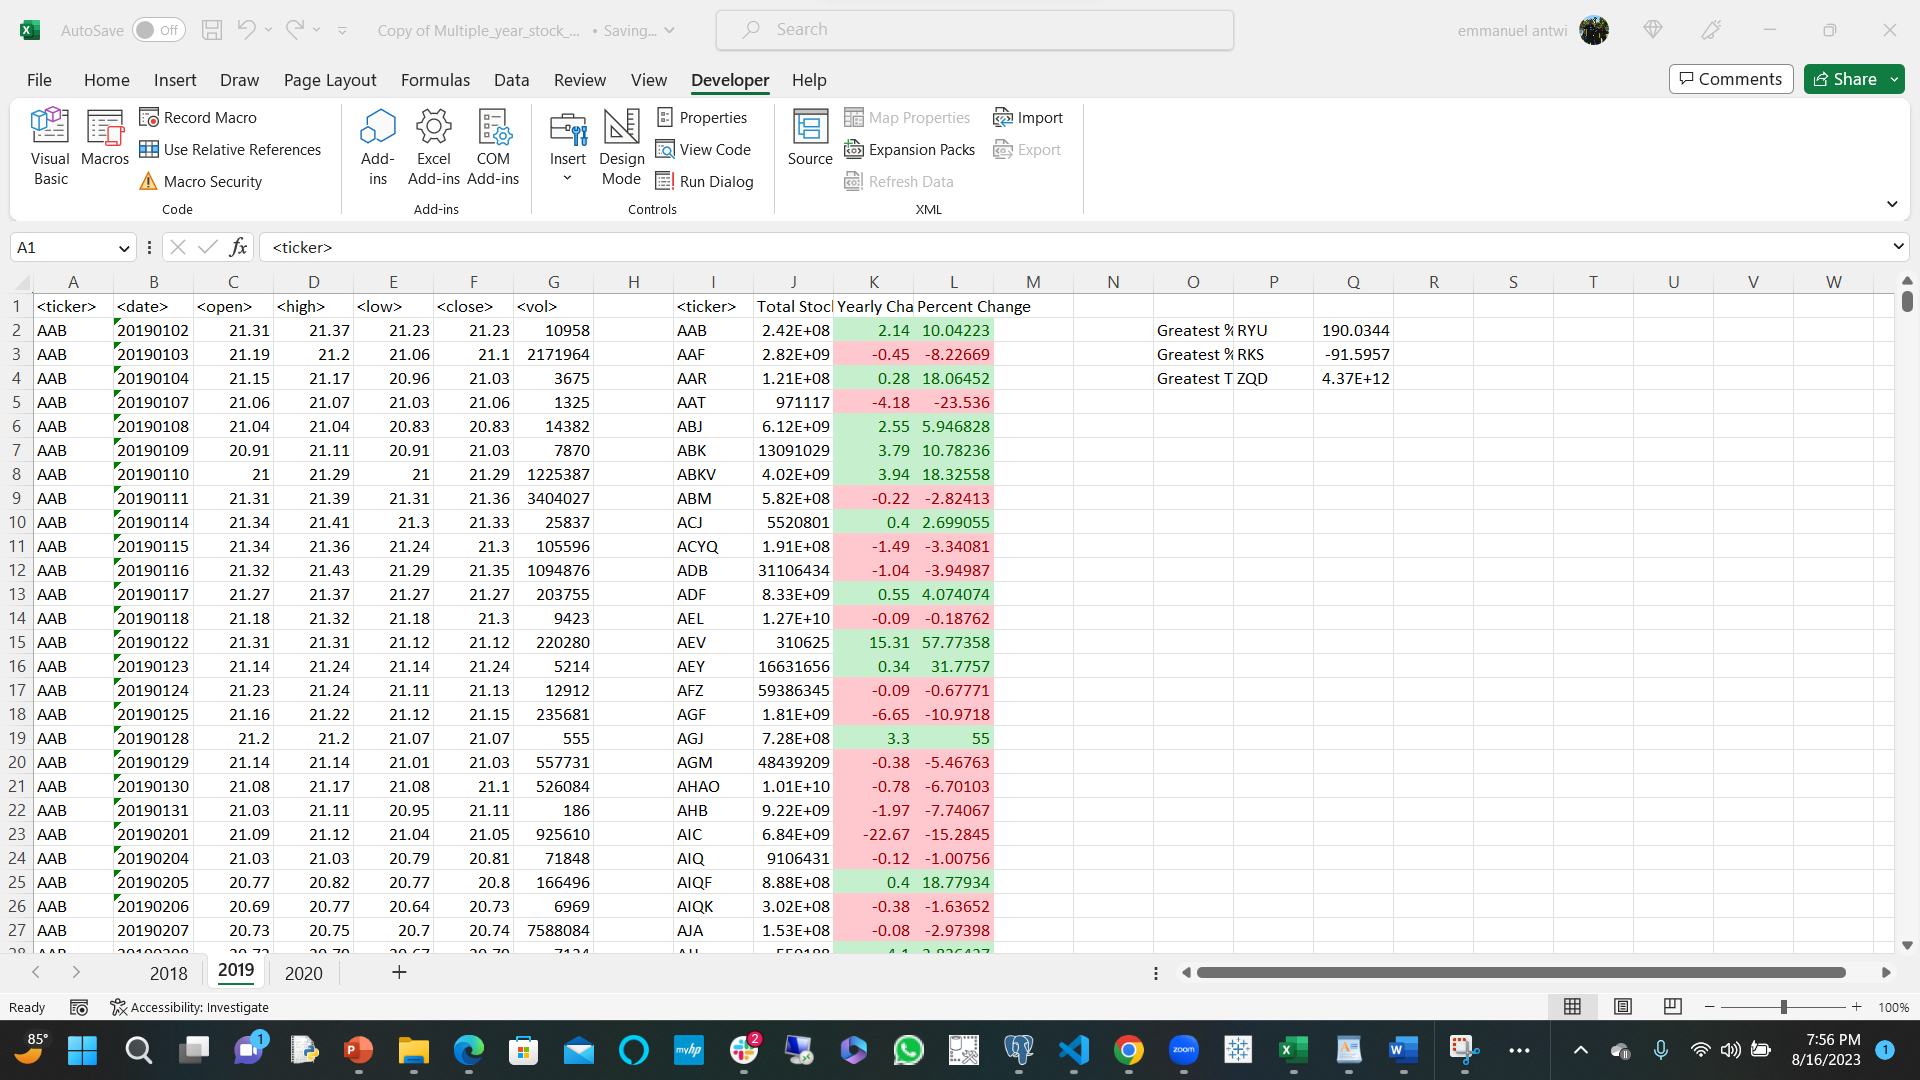 AutoSave Off Copy of Multiple_year_stock_... • Saving... Search emmanuel antwi
File Home Insert Draw Page Layout Formulas Data Review View Developer Help Comments Share
Visual Basic Macros Record Macro Use Relative References Macro Security Code
Add-ins Excel Add-ins COM Add-ins Add-ins
Insert Design Mode Properties View Code Run Dialog Controls
Source Map Properties Expansion Packs Refresh Data Import Export XML
A1 fx <ticker>
A B C D E F G H I J K L M N O P Q R S T U V W
1 <ticker> <date> <open> <high> <low> <close> <vol> <ticker> Total Stoc Yearly Cha Percent Change
2 AAB 20190102 21.31 21.37 21.23 21.23 10958 AAB 2.42E+08 2.14 10.04223 Greatest % RYU 190.0344
3 AAB 20190103 21.19 21.2 21.06 21.1 2171964 AAF 2.82E+09 -0.45 -8.22669 Greatest % RKS -91.5957
4 AAB 20190104 21.15 21.17 20.96 21.03 3675 AAR 1.21E+08 0.28 18.06452 Greatest T ZQD 4.37E+12
5 AAB 20190107 21.06 21.07 21.03 21.06 1325 AAT 971117 -4.18 -23.536
6 AAB 20190108 21.04 21.04 20.83 20.83 14382 ABJ 6.12E+09 2.55 5.946828
7 AAB 20190109 20.91 21.11 20.91 21.03 7870 ABK 13091029 3.79 10.78236
8 AAB 20190110 21 21.29 21 21.29 1225387 ABKV 4.02E+09 3.94 18.32558
9 AAB 20190111 21.31 21.39 21.31 21.36 3404027 ABM 5.82E+08 -0.22 -2.82413
10 AAB 20190114 21.34 21.41 21.3 21.33 25837 ACJ 5520801 0.4 2.699055
11 AAB 20190115 21.34 21.36 21.24 21.3 105596 ACYQ 1.91E+08 -1.49 -3.34081
12 AAB 20190116 21.32 21.43 21.29 21.35 1094876 ADB 31106434 -1.04 -3.94987
13 AAB 20190117 21.27 21.37 21.27 21.27 203755 ADF 8.33E+09 0.55 4.074074
14 AAB 20190118 21.18 21.32 21.18 21.3 9423 AEL 1.27E+10 -0.09 -0.18762
15 AAB 20190122 21.31 21.31 21.12 21.12 220280 AEV 310625 15.31 57.77358
16 AAB 20190123 21.14 21.24 21.14 21.24 5214 AEY 16631656 0.34 31.7757
17 AAB 20190124 21.23 21.24 21.11 21.13 12912 AFZ 59386345 -0.09 -0.67771
18 AAB 20190125 21.16 21.22 21.12 21.15 235681 AGF 1.81E+09 -6.65 -10.9718
19 AAB 20190128 21.2 21.2 21.07 21.07 555 AGJ 7.28E+08 3.3 55
20 AAB 20190129 21.14 21.14 21.01 21.03 557731 AGM 48439209 -0.38 -5.46763
21 AAB 20190130 21.08 21.17 21.08 21.1 526084 AHAO 1.01E+10 -0.78 -6.70103
22 AAB 20190131 21.03 21.11 20.95 21.11 186 AHB 9.22E+09 -1.97 -7.74067
23 AAB 20190201 21.09 21.12 21.04 21.05 925610 AIC 6.84E+09 -22.67 -15.2845
24 AAB 20190204 21.03 21.03 20.79 20.81 71848 AIQ 9106431 -0.12 -1.00756
25 AAB 20190205 20.77 20.82 20.77 20.8 166496 AIQF 8.88E+08 0.4 18.77934
26 AAB 20190206 20.69 20.77 20.64 20.73 6969 AIQK 3.02E+08 -0.38 -1.63652
27 AAB 20190207 20.73 20.75 20.7 20.74 7588084 AJA 1.53E+08 -0.08 -2.97398
2018 2019 2020
Ready Accessibility: Investigate 100%
85° 1 myhp 2 zoom 7:56 PM 1
8/16/2023